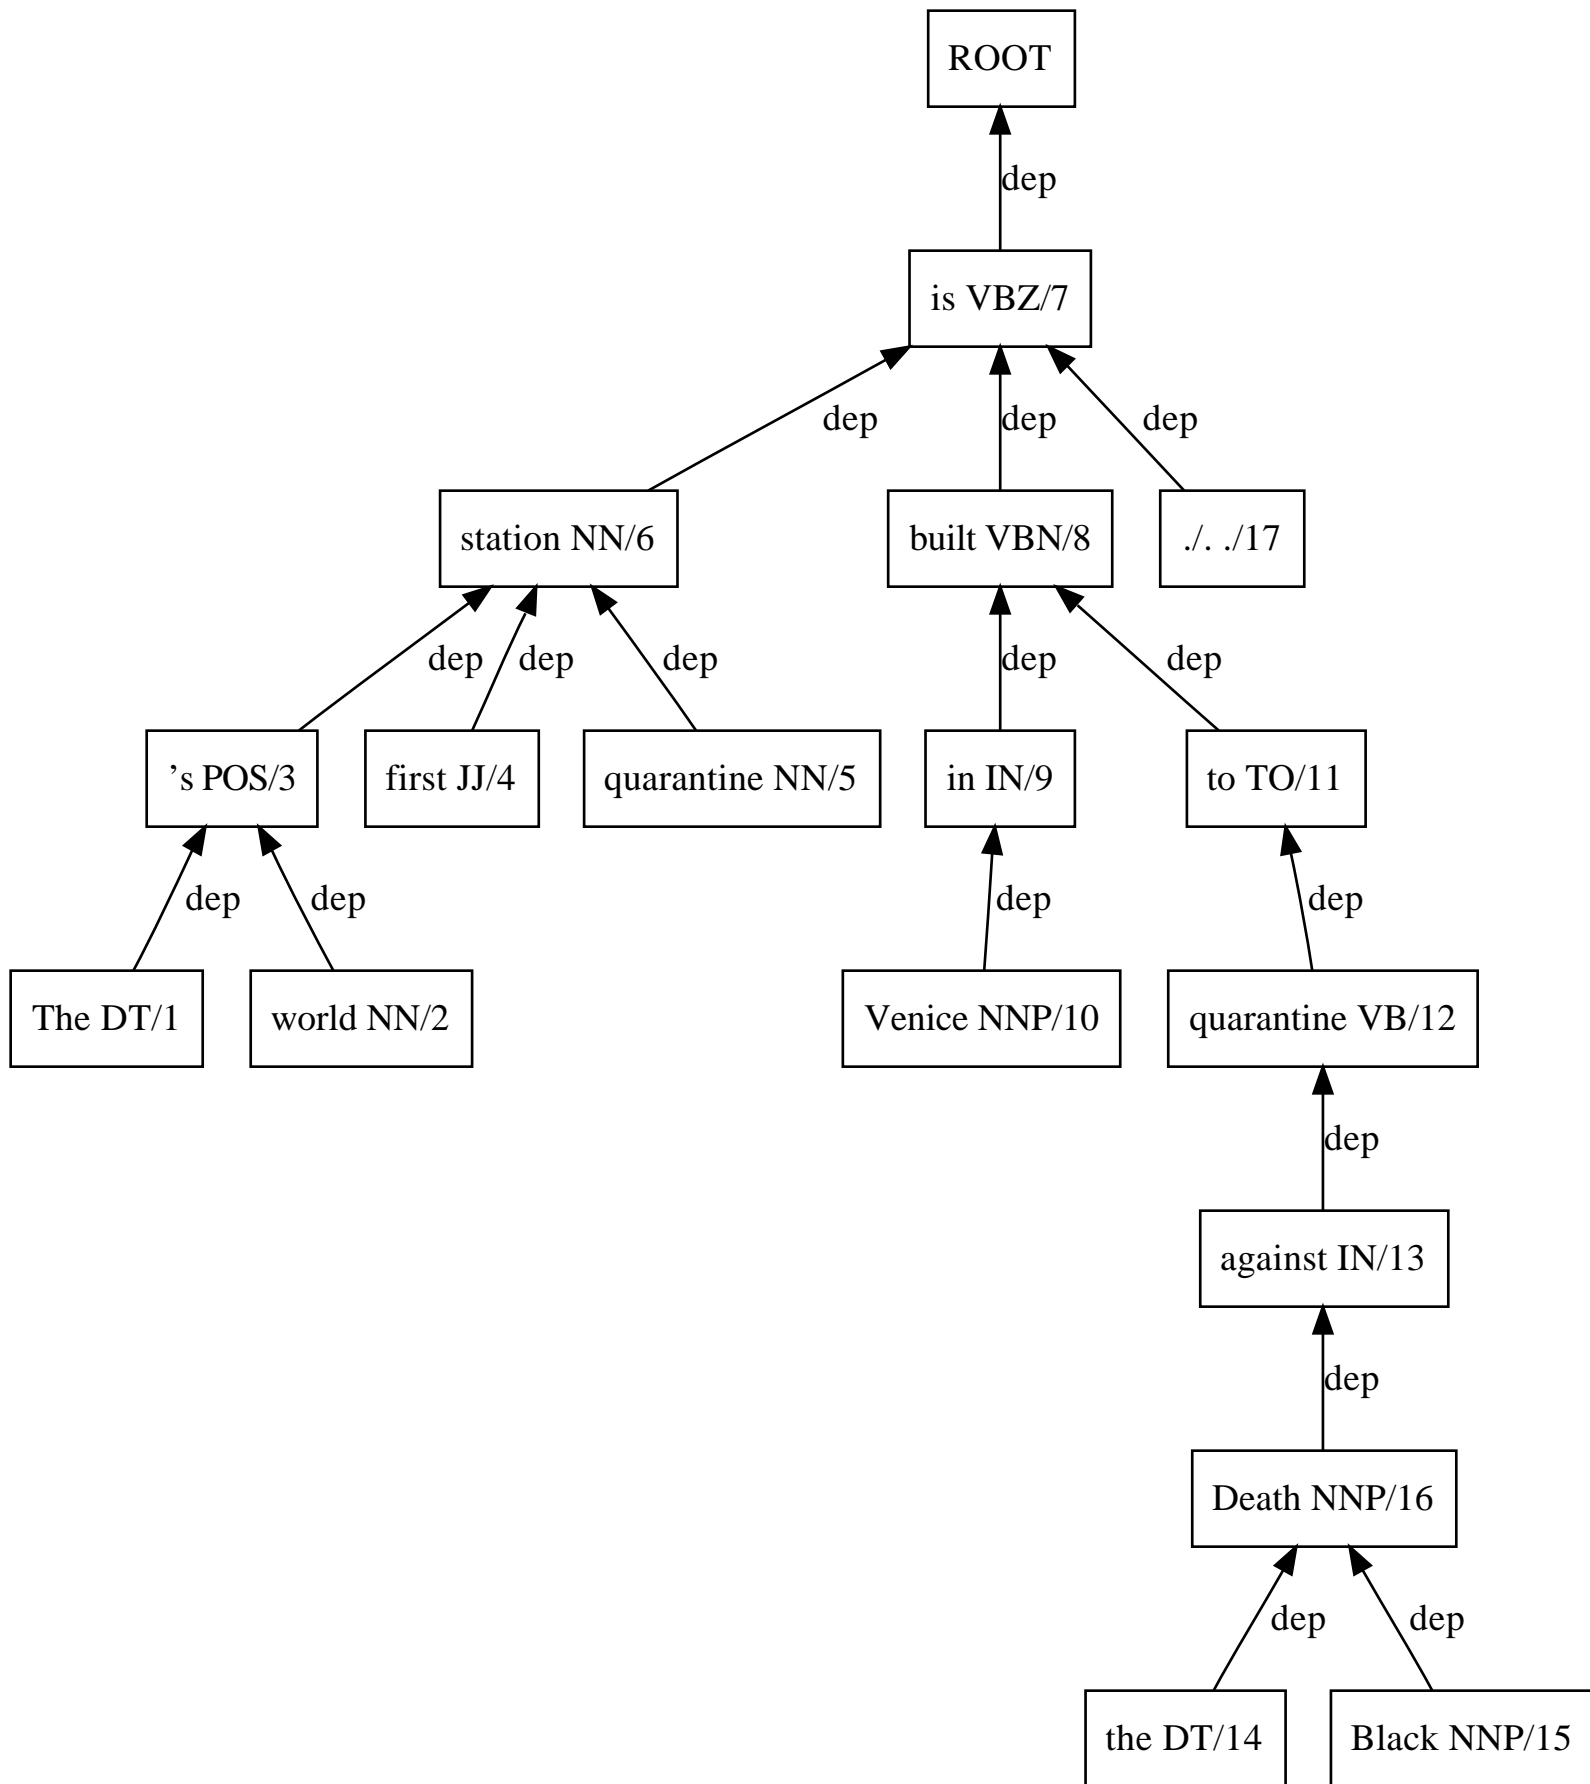 ROOT
dep
is VBZ/7
dep dep dep
station NN/6 built VBN/8 ./. ./17
dep dep dep dep dep
’s POS/3 first JJ/4 quarantine NN/5 in IN/9 to TO/11
dep dep dep dep
The DT/1 world NN/2 Venice NNP/10 quarantine VB/12
dep
against IN/13
dep
Death NNP/16
dep dep
the DT/14 Black NNP/15